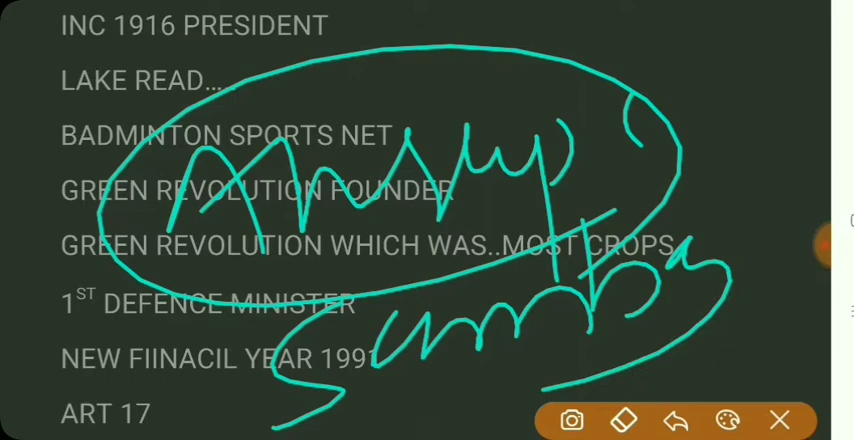 INC 1916 PRESIDENT
LAKE READ...
BADMINTON SPORTS NET
GREEN REVOLUTION FOUNDER
GREEN REVOLUTION WHICH WAS..MOST CROPS
1ST DEFENCE MINISTER
NEW FIINACIL YEAR 1991
ART 17